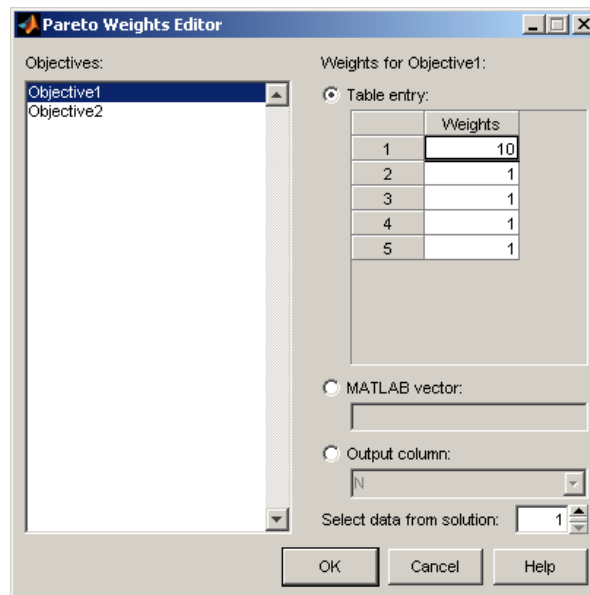 Pareto Weights Editor
Objectives:
Objective1
Objective2
Weights for Objective1:
Table entry:
Weights
1 10
2 1
3 1
4 1
5 1
MATLAB vector:
Output column:
N
Select data from solution: 1
OK Cancel Help